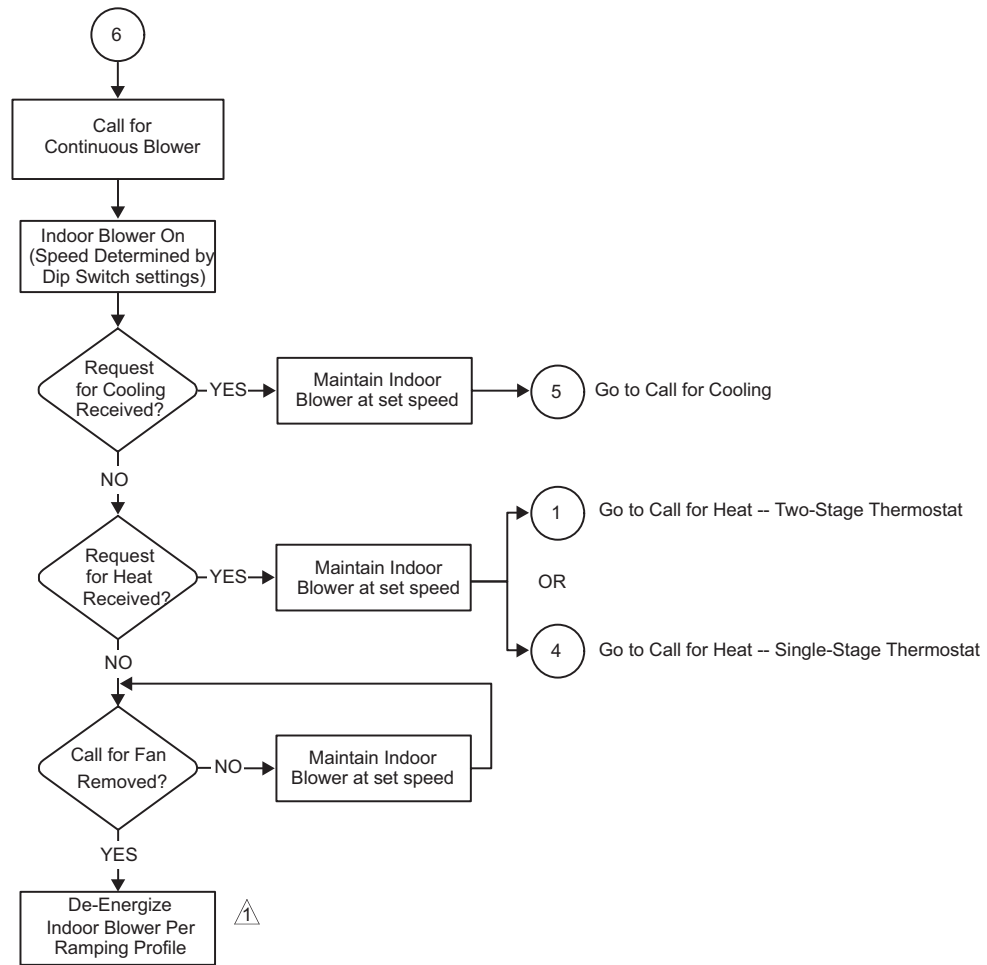 6
Call for
Continuous Blower
Indoor Blower On
(Speed Determined by
Dip Switch settings)
Request
for Cooling
Received?
YES
Maintain Indoor
Blower at set speed
5
Go to Call for Cooling
NO
Request
for Heat
Received?
YES
Maintain Indoor
Blower at set speed
1
Go to Call for Heat -- Two-Stage Thermostat
OR
4
Go to Call for Heat -- Single-Stage Thermostat
NO
Call for Fan
Removed?
NO
Maintain Indoor
Blower at set speed
YES
De-Energize
Indoor Blower Per
Ramping Profile
1